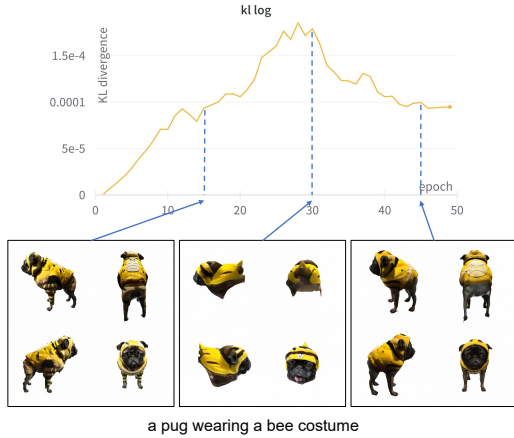 kl log
KL divergence
1.5e-4
0.0001
5e-5
0
0 10 20 30 40 50
epoch
a pug wearing a bee costume